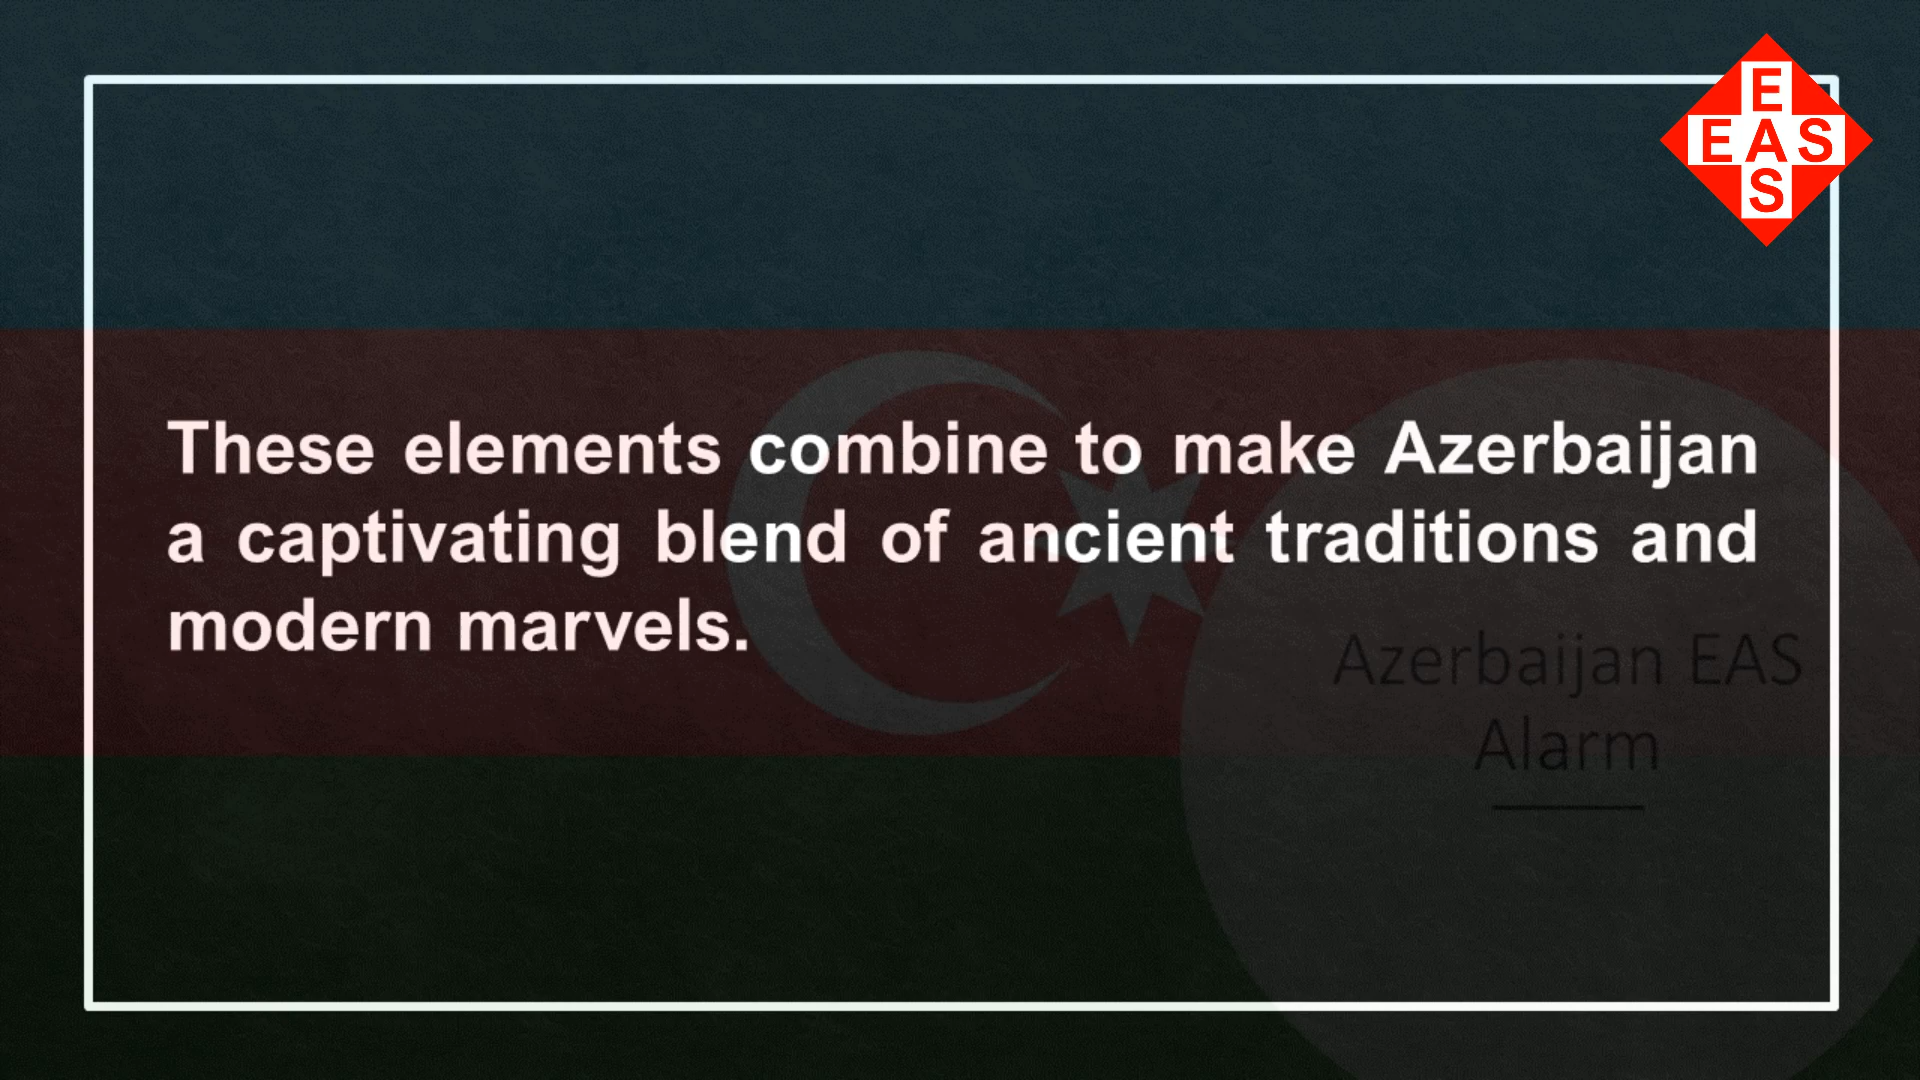 E
EAS
S
These elements combine to make Azerbaijan
a captivating blend of ancient traditions and
modern marvels.
Azerbaijan EAS
Alarm